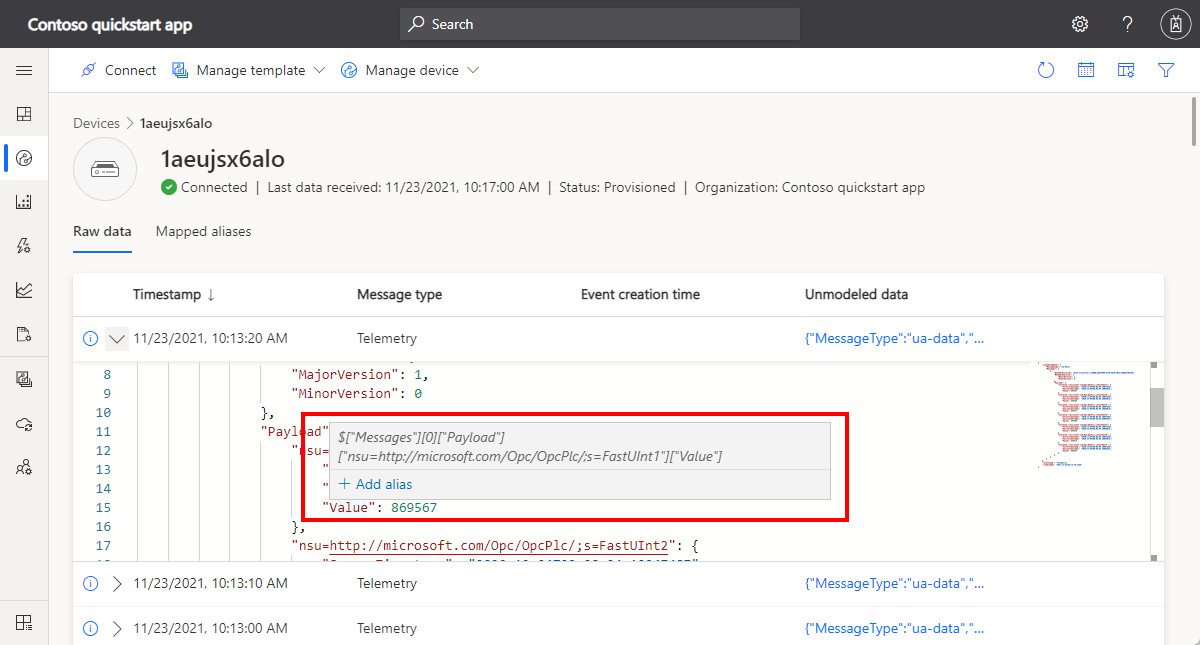 Contoso quickstart app
Search
Connect
Manage template
Manage device
Devices
1aeujsx6alo
1aeujsx6alo
Connected | Last data received: 11/23/2021, 10:17:00 AM | Status: Provisioned | Organization: Contoso quickstart app
Raw data
Mapped aliases
Timestamp ↓
Message type
Event creation time
Unmodeled data
11/23/2021, 10:13:20 AM
Telemetry
{"MessageType":"ua-data","...
8 "MajorVersion": 1,
9 "MinorVersion": 0
10 },
11 "Payload"
$["Messages"][0]["Payload"]
12 "nsu=
["nsu=http://microsoft.com/Opc/OpcPlc/;s=FastUInt1"]["Value"]
13 "
14 "
+ Add alias
15 "Value": 869567
16 },
17 "nsu=http://microsoft.com/Opc/OpcPlc/;s=FastUInt2": {
11/23/2021, 10:13:10 AM
Telemetry
{"MessageType":"ua-data","...
11/23/2021, 10:13:00 AM
Telemetry
{"MessageType":"ua-data","...